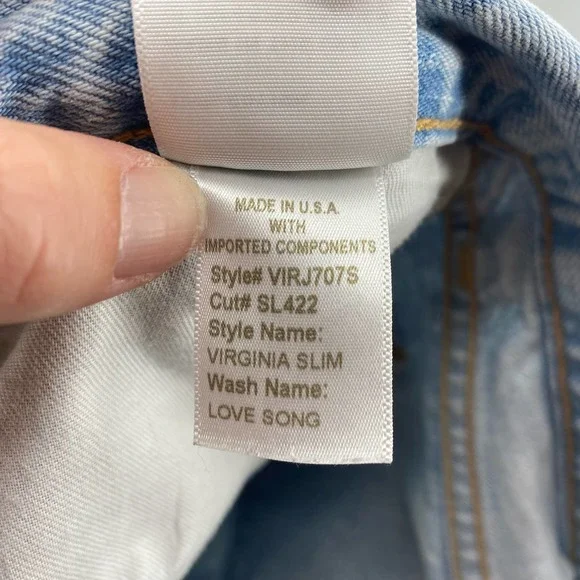 MADE IN U.S.A.
WITH
IMPORTED COMPONENTS
Style# VIRJ707S
Cut# SL422
Style Name:
VIRGINIA SLIM
Wash Name:
LOVE SONG